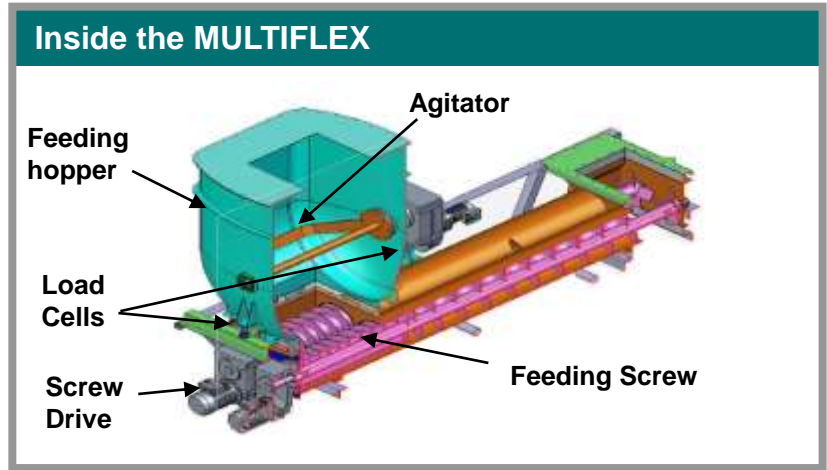 Inside the MULTIFLEX
Agitator
Feeding
hopper
Load
Cells
Feeding Screw
Screw
Drive